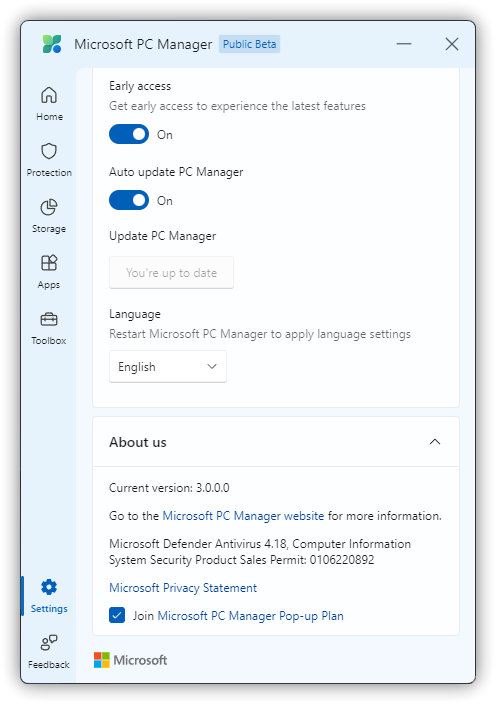 Microsoft PC Manager Public Beta
Home
Protection
Storage
Apps
Toolbox
Settings
Feedback
Early access
Get early access to experience the latest features
On
Auto update PC Manager
On
Update PC Manager
You're up to date
Language
Restart Microsoft PC Manager to apply language settings
English
About us
Current version: 3.0.0.0
Go to the Microsoft PC Manager website for more information.
Microsoft Defender Antivirus 4.18, Computer Information
System Security Product Sales Permit: 0106220892
Microsoft Privacy Statement
Join Microsoft PC Manager Pop-up Plan
Microsoft